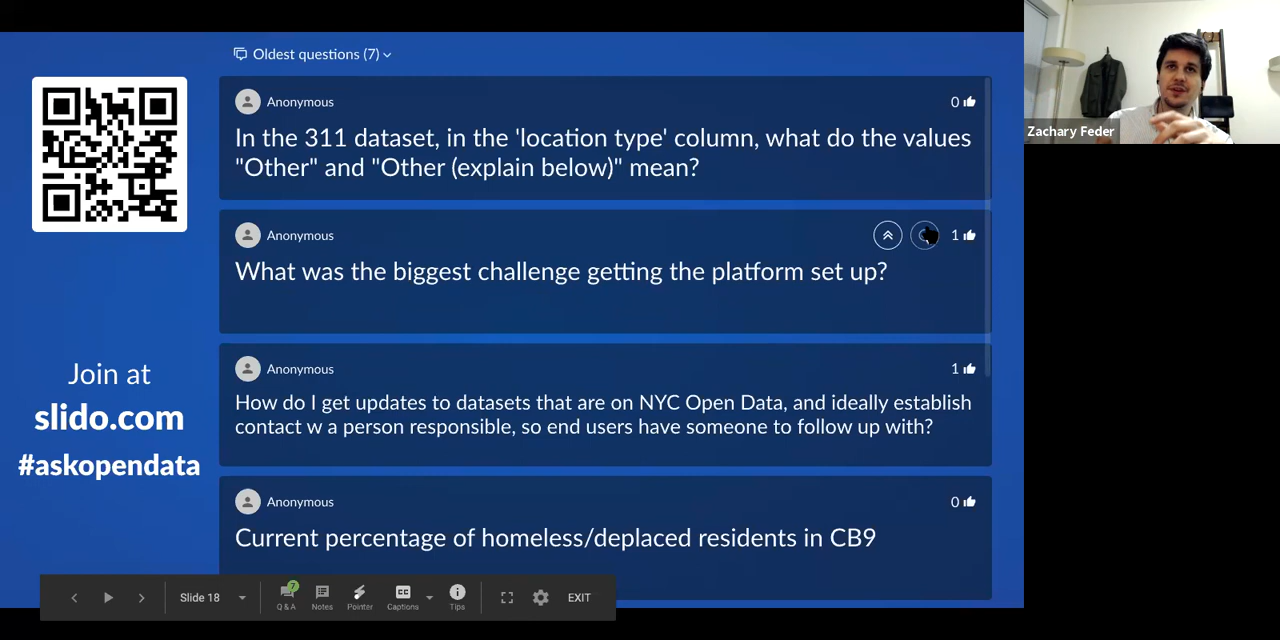 Oldest questions (7)
Anonymous
0
In the 311 dataset, in the 'location type' column, what do the values
"Other" and "Other (explain below)" mean?
Anonymous
1
What was the biggest challenge getting the platform set up?
Anonymous
1
How do I get updates to datasets that are on NYC Open Data, and ideally establish
contact w a person responsible, so end users have someone to follow up with?
Anonymous
0
Current percentage of homeless/deplaced residents in CB9
Join at
slido.com
#askopendata
Zachary Feder
Slide 18
7
Q & A
Notes
Pointer
CC
Captions
Tips
EXIT